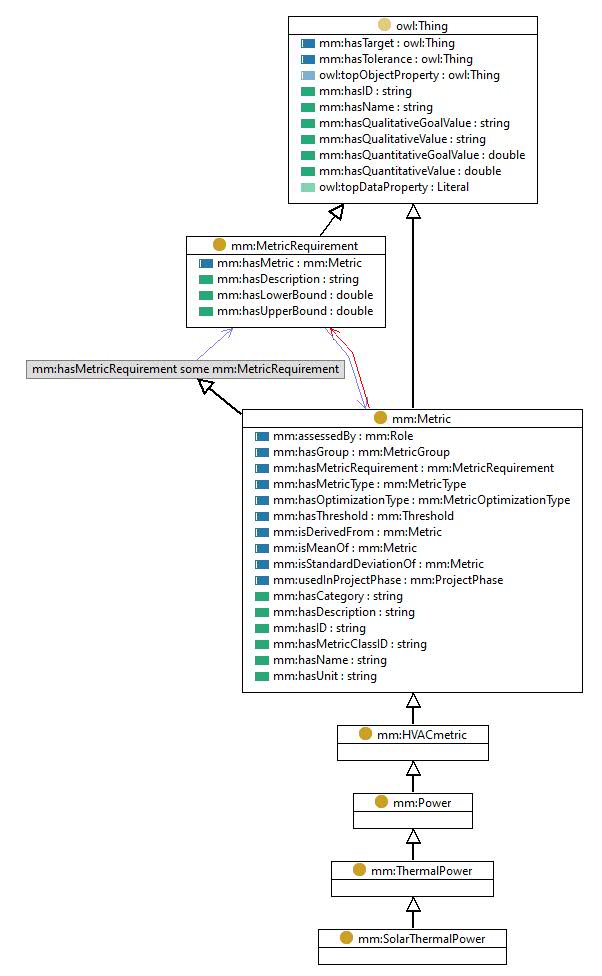 owl:Thing
mm:hasTarget : owl:Thing
mm:hasTolerance : owl:Thing
owl:topObjectProperty : owl:Thing
mm:hasID : string
mm:hasName : string
mm:hasQualitativeGoalValue : string
mm:hasQualitativeValue : string
mm:hasQuantitativeGoalValue : double
mm:hasQuantitativeValue : double
owl:topDataProperty : Literal
mm:MetricRequirement
mm:hasMetric : mm:Metric
mm:hasDescription : string
mm:hasLowerBound : double
mm:hasUpperBound : double
mm:hasMetricRequirement some mm:MetricRequirement
mm:Metric
mm:assessedBy : mm:Role
mm:hasGroup : mm:MetricGroup
mm:hasMetricRequirement : mm:MetricRequirement
mm:hasMetricType : mm:MetricType
mm:hasOptimizationType : mm:MetricOptimizationType
mm:hasThreshold : mm:Threshold
mm:isDerivedFrom : mm:Metric
mm:isMeanOf : mm:Metric
mm:isStandardDeviationOf : mm:Metric
mm:usedInProjectPhase : mm:ProjectPhase
mm:hasCategory : string
mm:hasDescription : string
mm:hasID : string
mm:hasMetricClassID : string
mm:hasName : string
mm:hasUnit : string
mm:HVACmetric
mm:Power
mm:ThermalPower
mm:SolarThermalPower